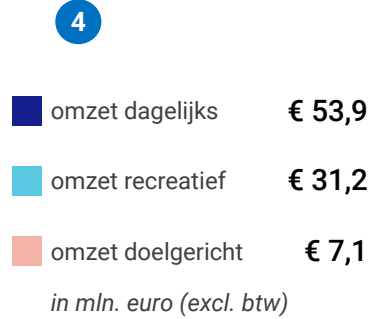 4
omzet dagelijks € 53,9
omzet recreatief € 31,2
omzet doelgericht € 7,1
in mln. euro (excl. btw)